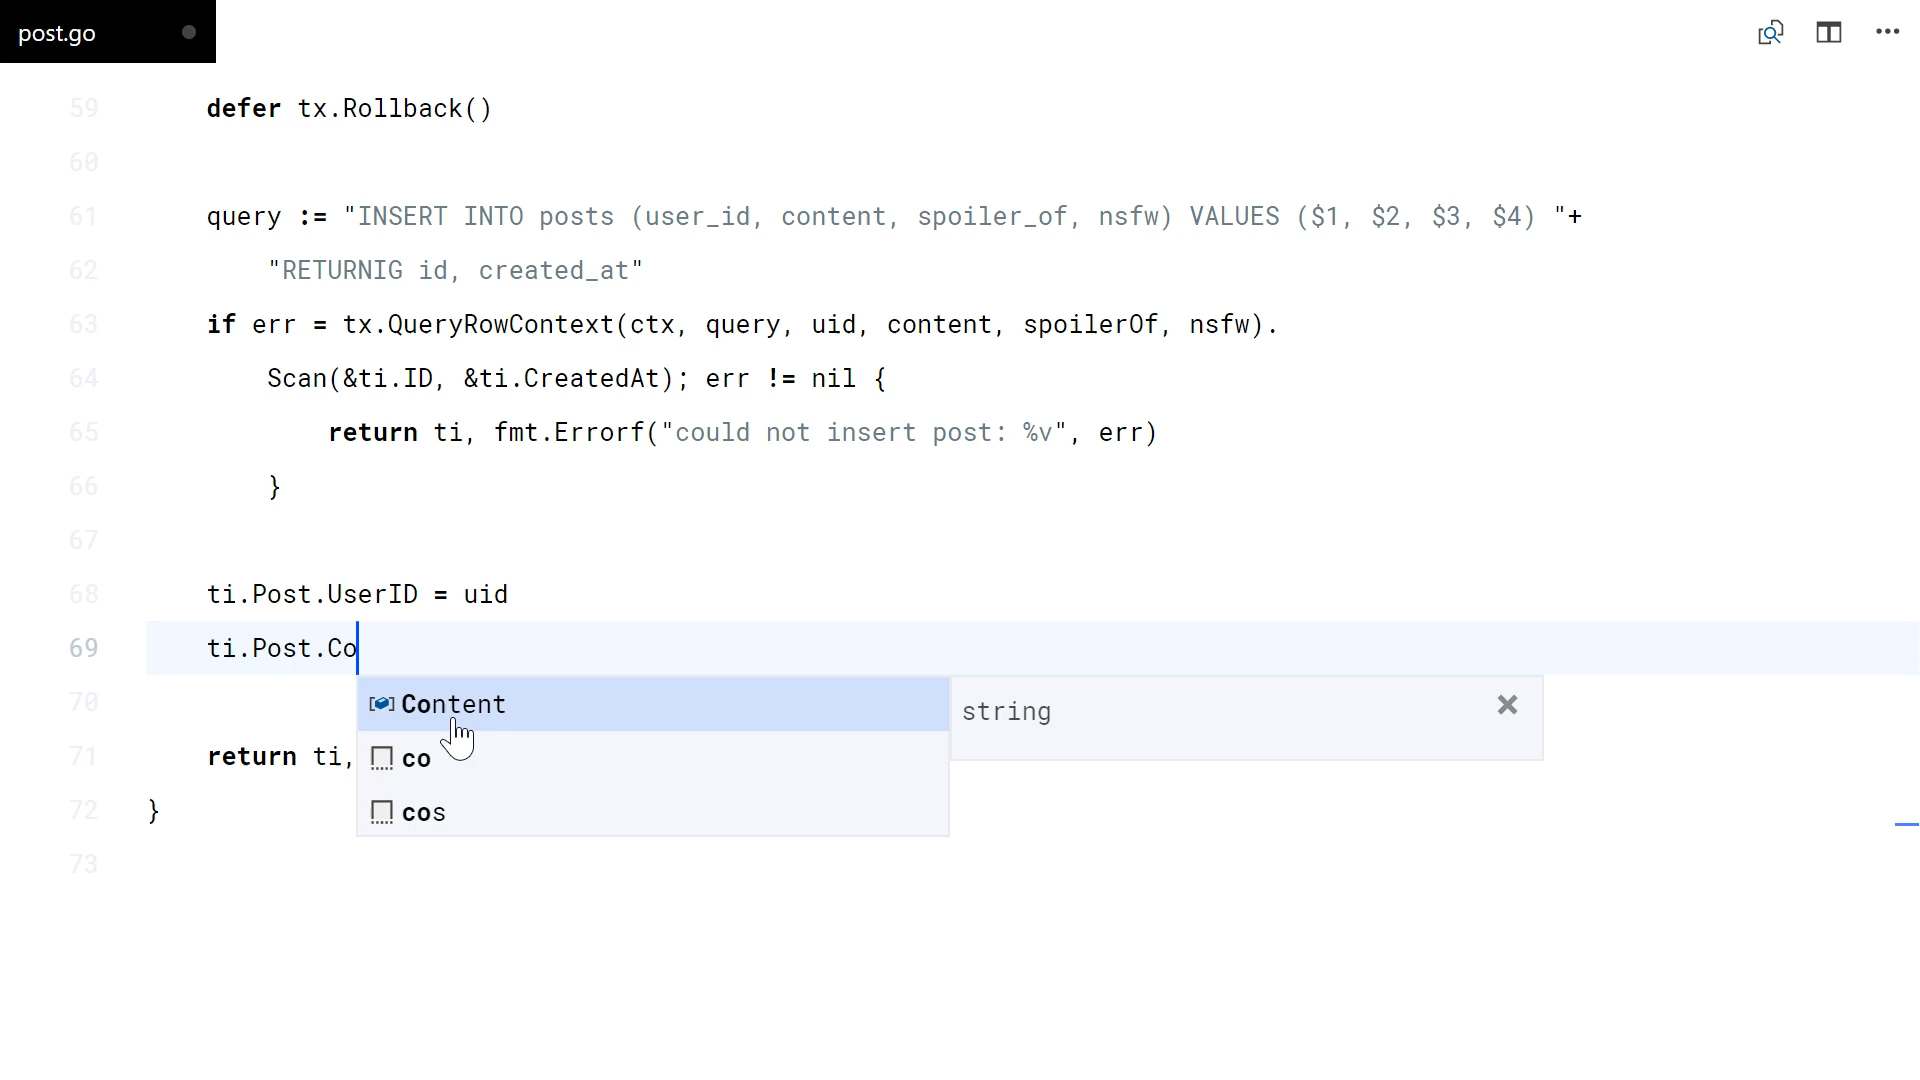 post.go
59 defer tx.Rollback()
60
61 query := "INSERT INTO posts (user_id, content, spoiler_of, nsfw) VALUES ($1, $2, $3, $4) "+
62 "RETURNIG id, created_at"
63 if err = tx.QueryRowContext(ctx, query, uid, content, spoilerOf, nsfw).
64 Scan(&ti.ID, &ti.CreatedAt); err != nil {
65 return ti, fmt.Errorf("could not insert post: %v", err)
66 }
67
68 ti.Post.UserID = uid
69 ti.Post.Co
70 Content string
71 return ti, co
72 } cos
73